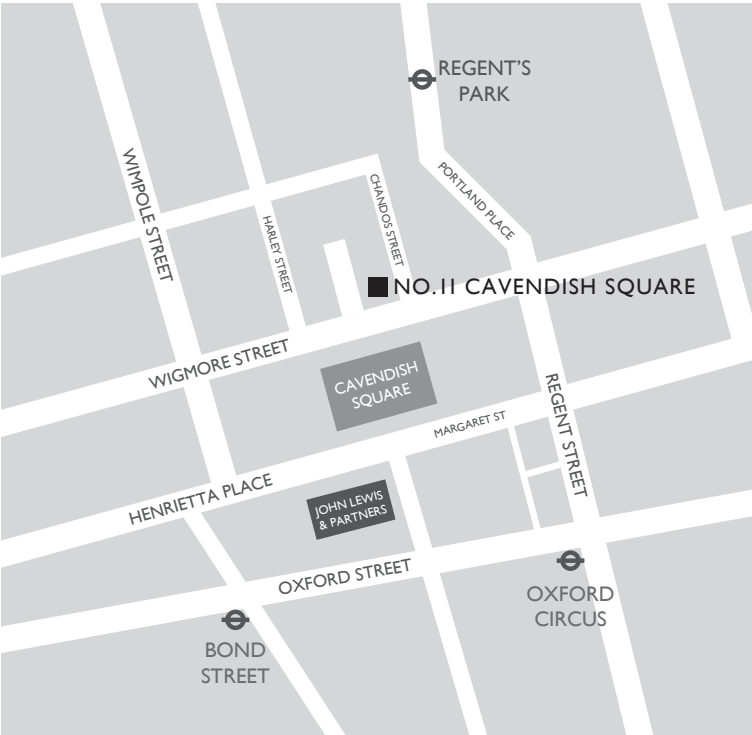 REGENT'S
PARK
WIMPOLE STREET
CHANDOS STREET
PORTLAND PLACE
HARLEY STREET
NO.11 CAVENDISH SQUARE
WIGMORE STREET
CAVENDISH
SQUARE
REGENT STREET
MARGARET ST
HENRIETTA PLACE
JOHN LEWIS
& PARTNERS
OXFORD STREET
OXFORD
CIRCUS
BOND
STREET